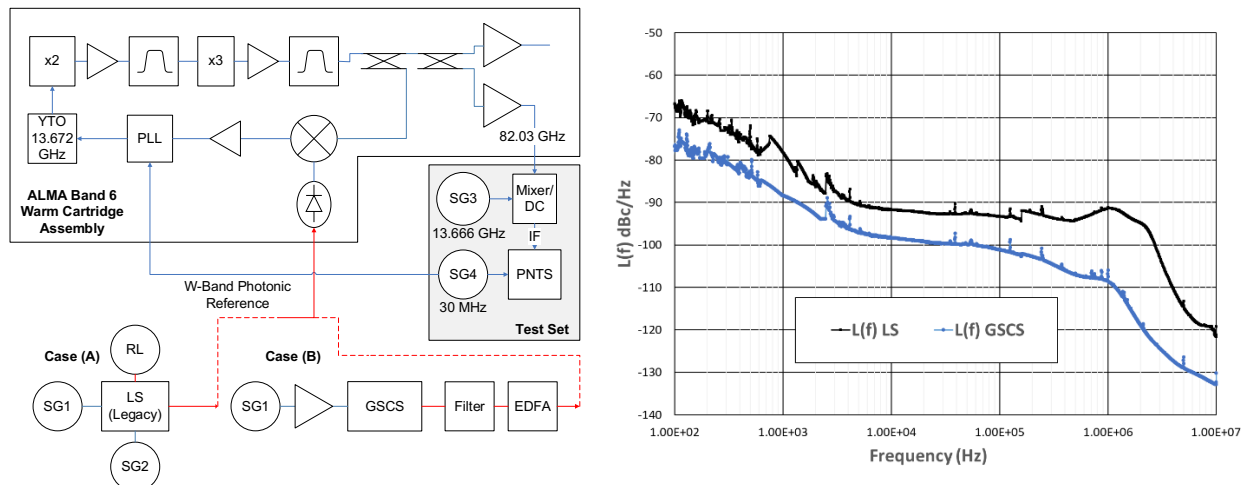 x2
x3
YTO
13.672
GHz
PLL
82.03 GHz
ALMA Band 6
Warm Cartridge
Assembly
SG3
Mixer/
DC
13.666 GHz
IF
SG4
PNTS
30 MHz
Test Set
W-Band Photonic
Reference
Case (A)
RL
SG1
LS
(Legacy)
SG2
Case (B)
SG1
GSCS
Filter
EDFA
-50
-60
-70
-80
-90
-100
-110
-120
-130
-140
L(f) dBc/Hz
L(f) LS
L(f) GSCS
1.00E+02
1.00E+03
1.00E+04
1.00E+05
1.00E+06
1.00E+07
Frequency (Hz)